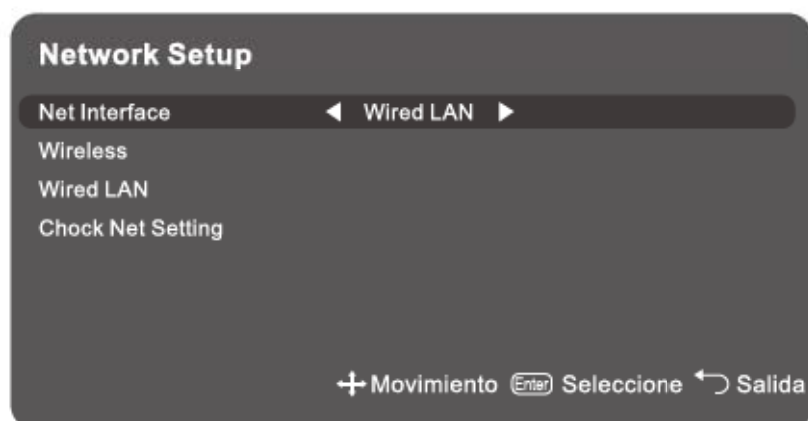 Network Setup
Net Interface Wired LAN
Wireless
Wired LAN
Chock Net Setting
Movimiento Enter Seleccione Salida